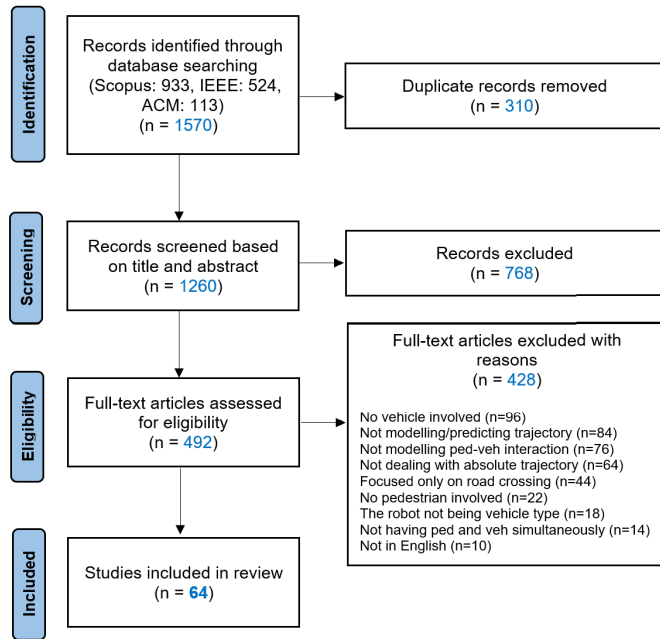 Identification
Records identified through
database searching
(Scopus: 933, IEEE: 524,
ACM: 113)
(n = 1570)
Duplicate records removed
(n = 310)
Screening
Records screened based
on title and abstract
(n = 1260)
Records excluded
(n = 768)
Eligibility
Full-text articles assessed
for eligibility
(n = 492)
Full-text articles excluded with
reasons
(n = 428)
No vehicle involved (n=96)
Not modelling/predicting trajectory (n=84)
Not modelling ped-veh interaction (n=76)
Not dealing with absolute trajectory (n=64)
Focused only on road crossing (n=44)
No pedestrian involved (n=22)
The robot not being vehicle type (n=18)
Not having ped and veh simultaneously (n=14)
Not in English (n=10)
Included
Studies included in review
(n = 64)